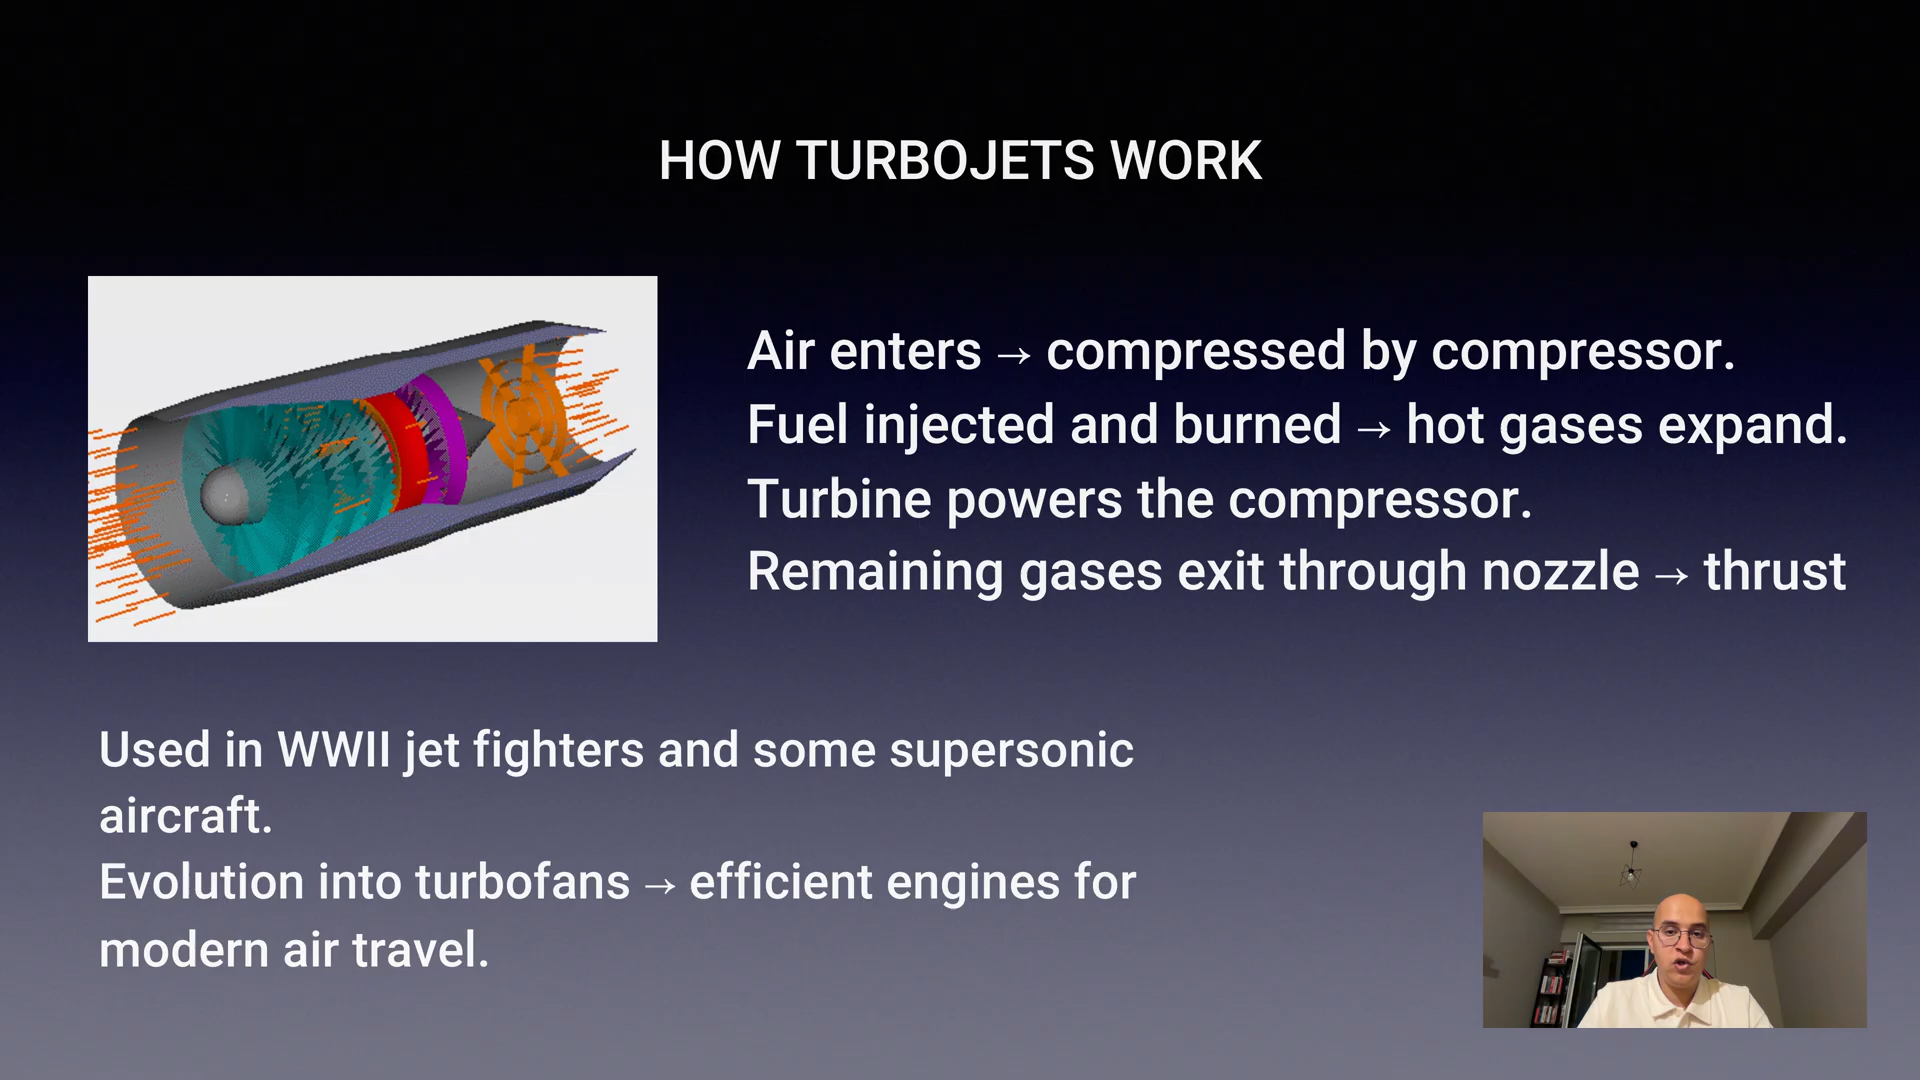 HOW TURBOJETS WORK
Air enters → compressed by compressor.
Fuel injected and burned → hot gases expand.
Turbine powers the compressor.
Remaining gases exit through nozzle → thrust
Used in WWII jet fighters and some supersonic
aircraft.
Evolution into turbofans → efficient engines for
modern air travel.